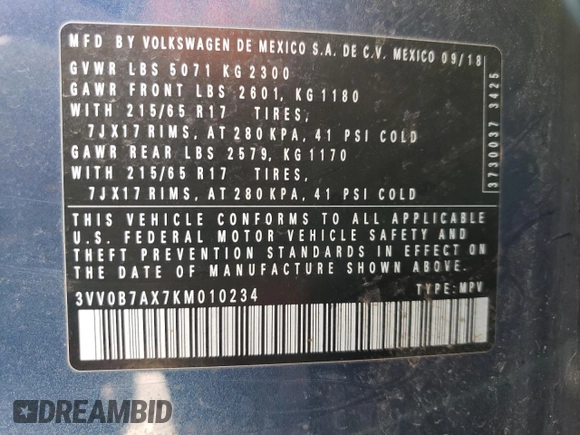 MFD BY VOLKSWAGEN DE MEXICO S.A. DE C.V. MEXICO 09/18
GVWR LBS 5071 KG 2300
GAWR FRONT LBS 2601, KG 1180
WITH 215/65 R17 TIRES,
7JX17 RIMS, AT 280 KPA, 41 PSI COLD
GAWR REAR LBS 2579, KG 1170
WITH 215/65 R17 TIRES,
7JX17 RIMS, AT 280 KPA, 41 PSI COLD
3730037 3425
THIS VEHICLE CONFORMS TO ALL APPLICABLE
U.S. FEDERAL MOTOR VEHICLE SAFETY AND
THEFT PREVENTION STANDARDS IN EFFECT ON
THE DATE OF MANUFACTURE SHOWN ABOVE.
3VV0B7AX7KM010234 TYPE: MPV
DREAMBID